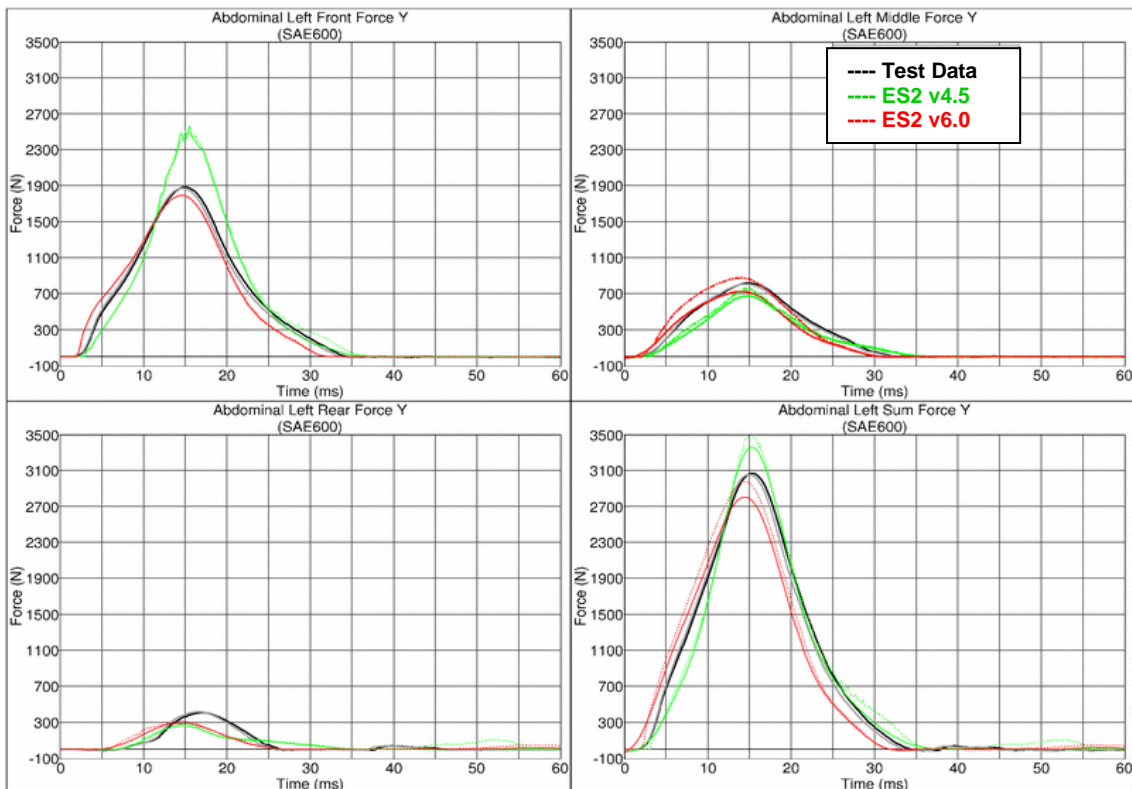 Abdominal Left Front Force Y
(SAE600)
3500
3100
2700
2300
1900
1500
1100
700
300
-100
Force (N)
0 10 20 30 40 50 60
Time (ms)
Abdominal Left Middle Force Y
(SAE600)
---- Test Data
---- ES2 v4.5
---- ES2 v6.0
3500
3100
2700
2300
1900
1500
1100
700
300
-100
Force (N)
0 10 20 30 40 50 60
Time (ms)
Abdominal Left Rear Force Y
(SAE600)
3500
3100
2700
2300
1900
1500
1100
700
300
-100
Force (N)
0 10 20 30 40 50 60
Time (ms)
Abdominal Left Sum Force Y
(SAE600)
3500
3100
2700
2300
1900
1500
1100
700
300
-100
Force (N)
0 10 20 30 40 50 60
Time (ms)